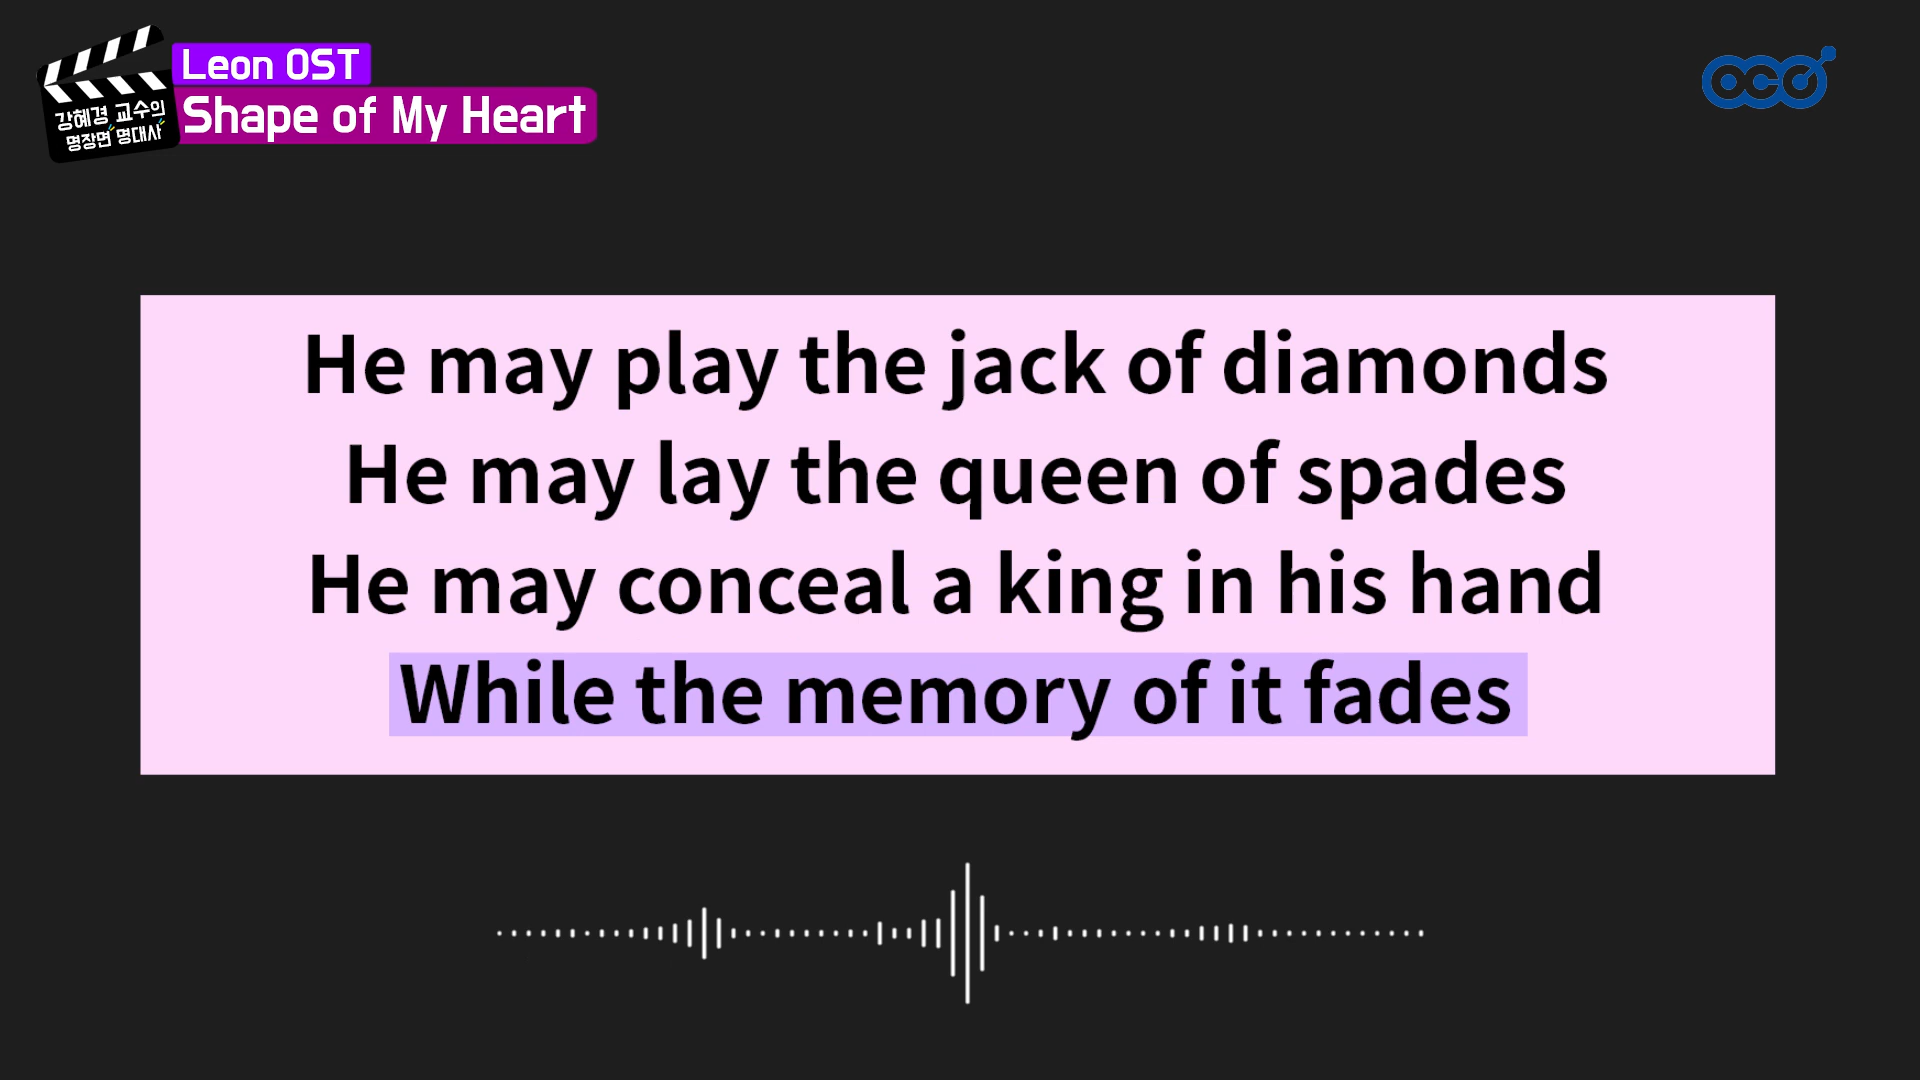 Leon OST
Shape of My Heart
강혜경 교수의
명장면 명대사
oco
He may play the jack of diamonds
He may lay the queen of spades
He may conceal a king in his hand
While the memory of it fades